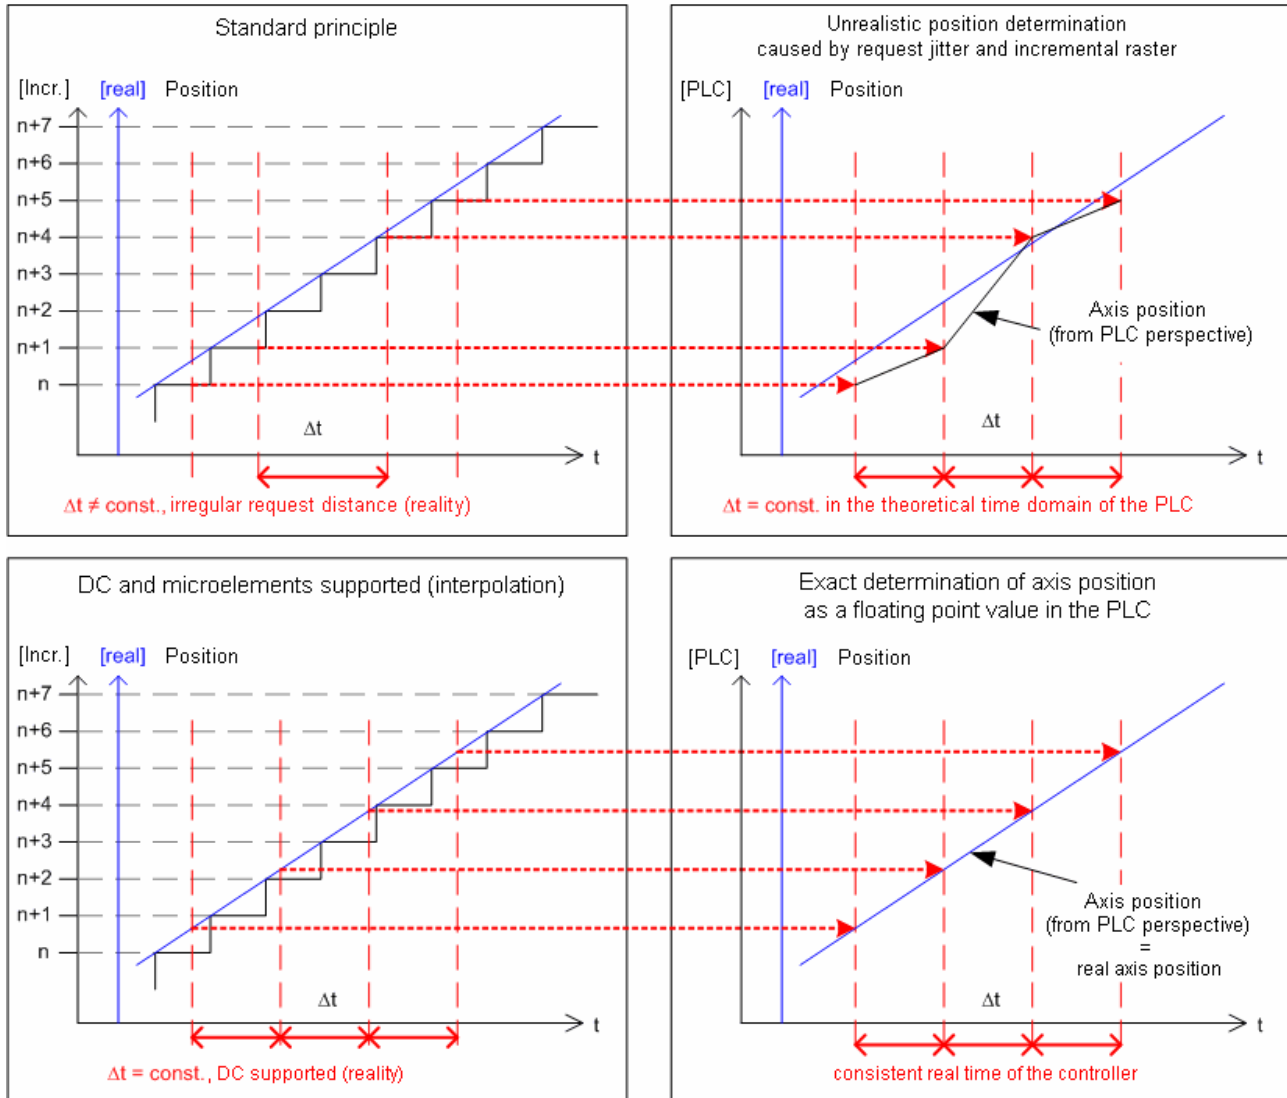 Standard principle
[Incr.] [real] Position
n+7
n+6
n+5
n+4
n+3
n+2
n+1
n
Δt
t
Δt ≠ const., irregular request distance (reality)
Unrealistic position determination
caused by request jitter and incremental raster
[PLC] [real] Position
Axis position
(from PLC perspective)
Δt
t
Δt = const. in the theoretical time domain of the PLC
DC and microelements supported (interpolation)
[Incr.] [real] Position
n+7
n+6
n+5
n+4
n+3
n+2
n+1
n
Δt
t
Δt = const., DC supported (reality)
Exact determination of axis position
as a floating point value in the PLC
[PLC] [real] Position
Axis position
(from PLC perspective)
=
real axis position
Δt
t
consistent real time of the controller